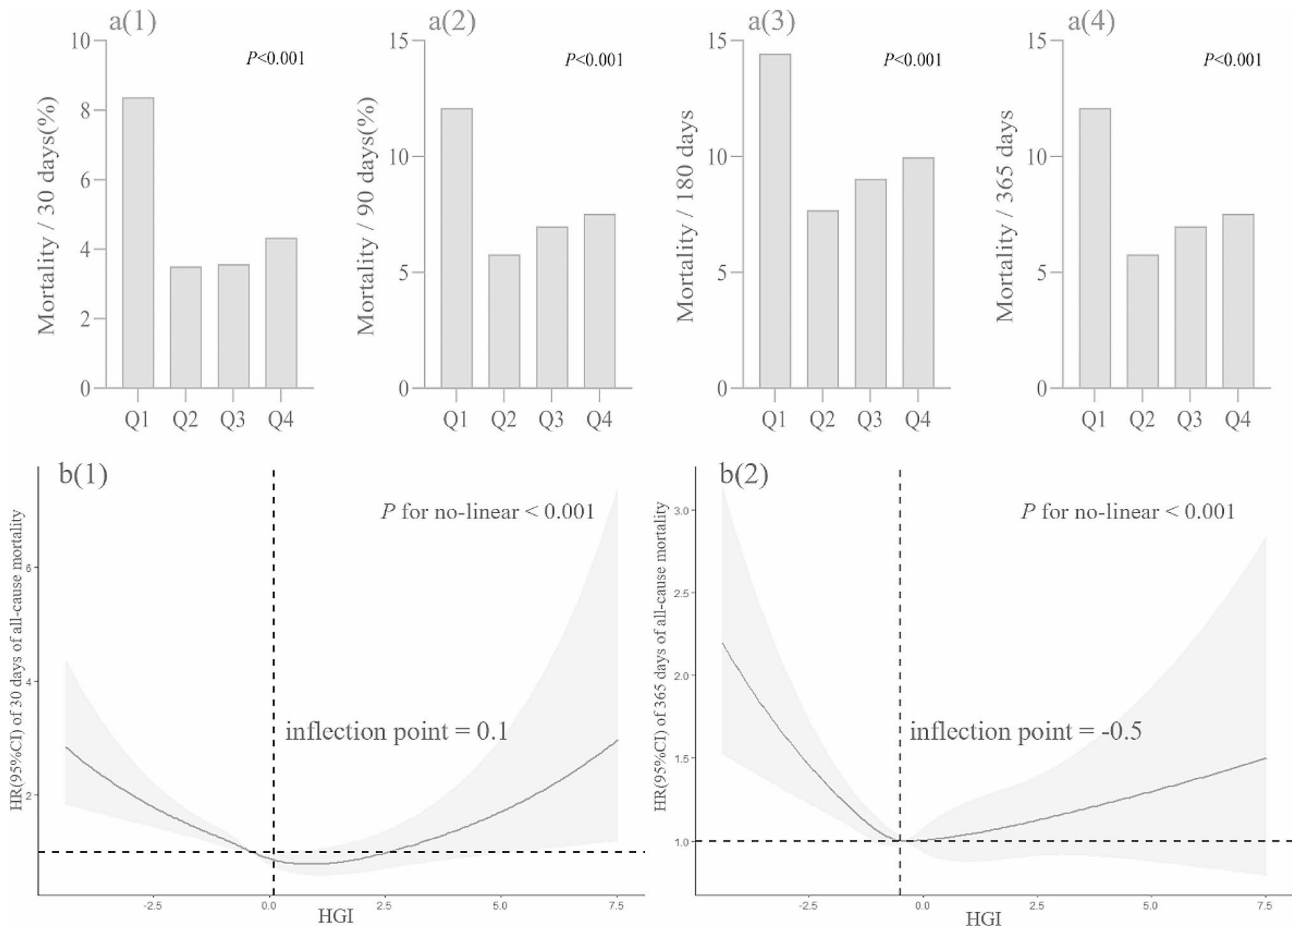 a(1)
P<0.001
Mortality / 30 days(%)
10
8
6
4
2
0
Q1 Q2 Q3 Q4
a(2)
P<0.001
Mortality / 90 days(%)
15
10
5
0
Q1 Q2 Q3 Q4
a(3)
P<0.001
Mortality / 180 days
15
10
5
0
Q1 Q2 Q3 Q4
a(4)
P<0.001
Mortality / 365 days
15
10
5
0
Q1 Q2 Q3 Q4
b(1)
P for no-linear < 0.001
HR(95%CI) of 30 days of all-cause mortality
6
4
2
inflection point = 0.1
-2.5 0.0 2.5 5.0 7.5
HGI
b(2)
P for no-linear < 0.001
HR(95%CI) of 365 days of all-cause mortality
3.0
2.5
2.0
1.5
1.0
inflection point = -0.5
-2.5 0.0 2.5 5.0 7.5
HGI